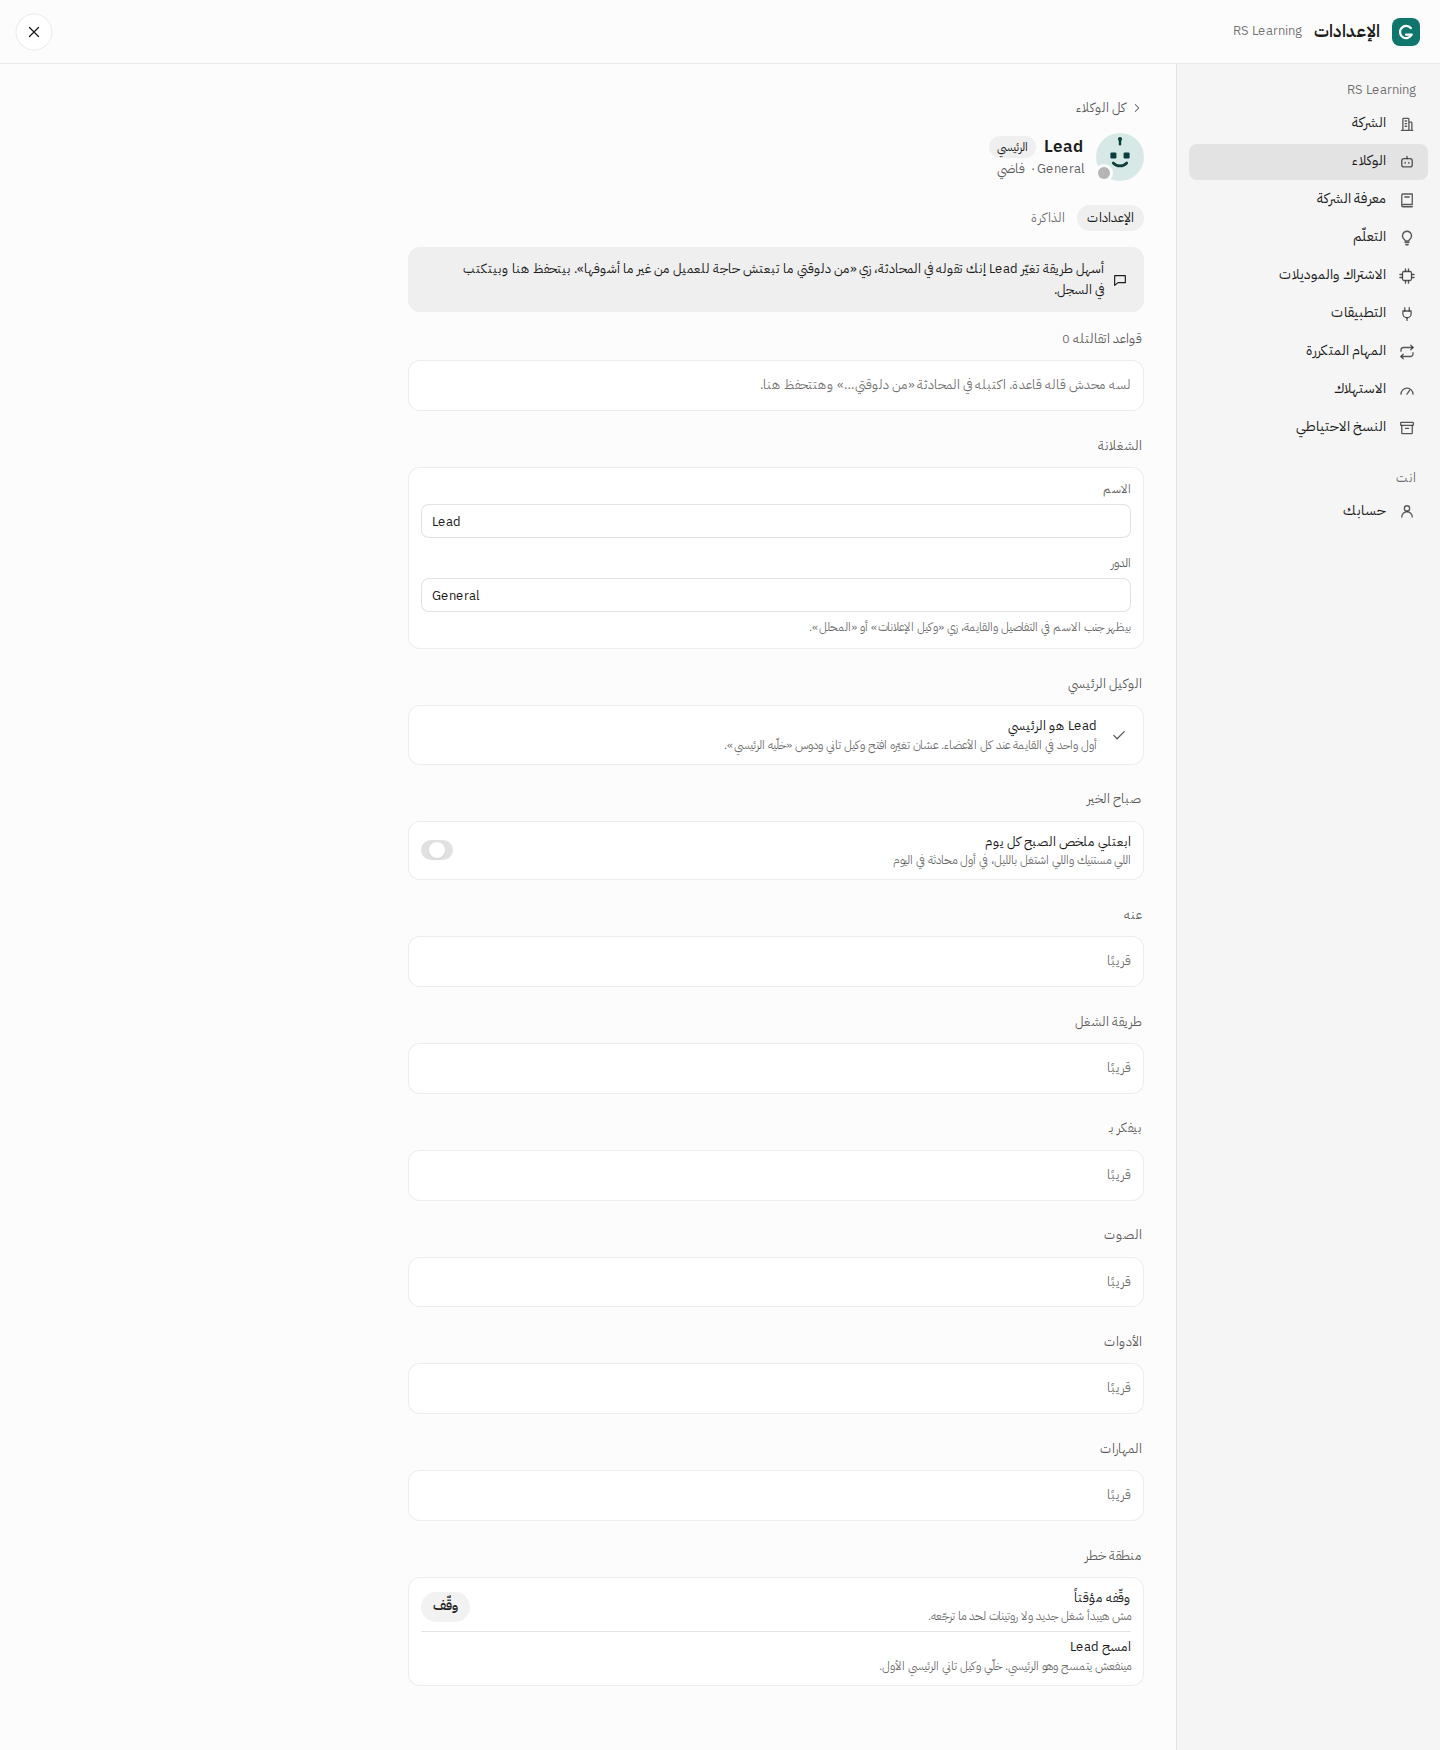 الإعدادات RS Learning
RS Learning
الشركة
الوكلاء
معرفة الشركة
التعلّم
الاشتراك والموديلات
التطبيقات
المهام المتكررة
الاستهلاك
النسخ الاحتياطي
انت
حسابك
كل الوكلاء
Lead الرئيسي
General · فاضي
الإعدادات الذاكرة
أسهل طريقة تغيّر Lead إنك تقوله في المحادثة، زي «من دلوقتي ما تبعتش حاجة للعميل من غير ما أشوفها». بيتحفظ هنا وبيتكتب
في السجل.
قواعد اتقالتله 0
لسه محدش قاله قاعدة. اكتبله في المحادثة «من دلوقتي…» وهتتحفظ هنا.
الشغلانة
الاسم
Lead
الدور
General
بيظهر جنب الاسم في التفاصيل والقايمة، زي «وكيل الإعلانات» أو «المحلل».
الوكيل الرئيسي
Lead هو الرئيسي
أول واحد في القايمة عند كل الأعضاء. عشان تغيّره افتح وكيل تاني ودوس «خلّيه الرئيسي».
صباح الخير
ابعتلي ملخص الصبح كل يوم
اللي مستنيك واللي اشتغل بالليل، في أول محادثة في اليوم
عنه
قريبًا
طريقة الشغل
قريبًا
بيفكر بـ
قريبًا
الصوت
قريبًا
الأدوات
قريبًا
المهارات
قريبًا
منطقة خطر
وقّفه مؤقتاً
مش هيبدأ شغل جديد ولا روتينات لحد ما ترجّعه.
وقّف
امسح Lead
مينفعش يتمسح وهو الرئيسي. خلّي وكيل تاني الرئيسي الأول.